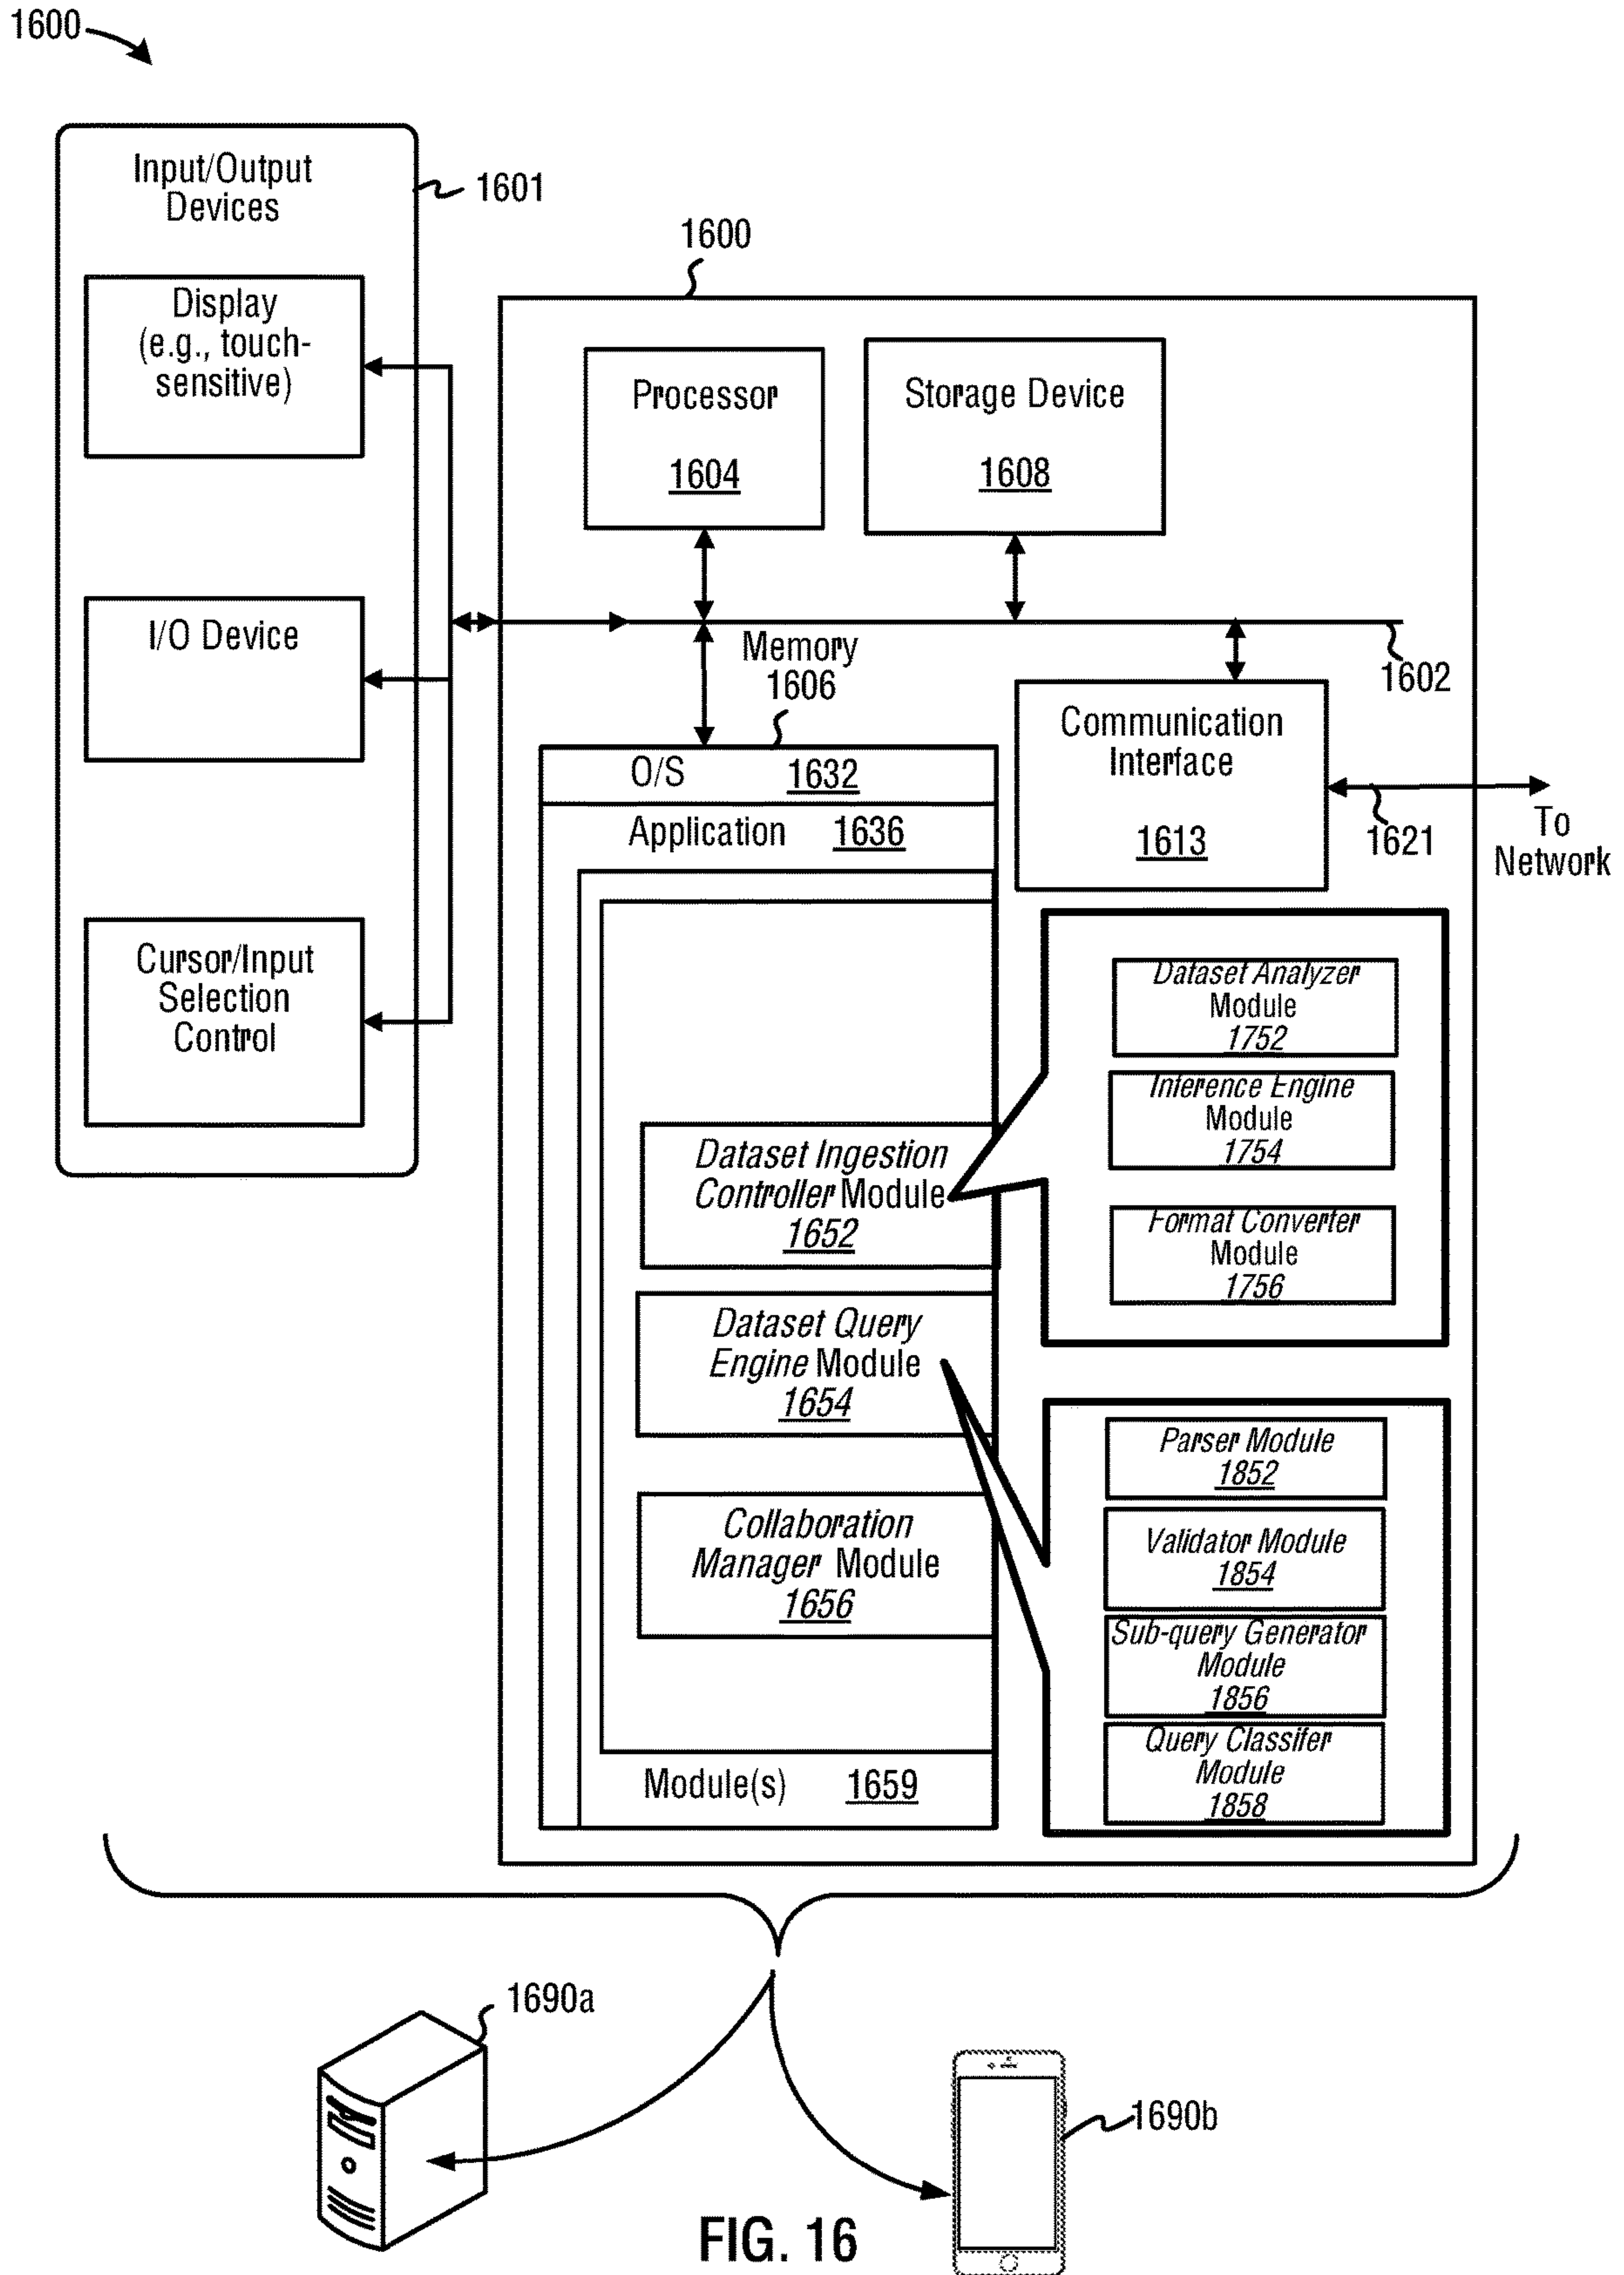 1600
Input/Output
Devices
1601
Display
(e.g., touch-
sensitive)
I/O Device
Cursor/Input
Selection
Control
1600
Processor
1604
Storage Device
1608
1602
Memory
1606
Communication
Interface
1613
1621
To
Network
O/S 1632
Application 1636
Dataset Ingestion
Controller Module
1652
Dataset Query
Engine Module
1654
Collaboration
Manager Module
1656
Module(s) 1659
Dataset Analyzer
Module
1752
Inference Engine
Module
1754
Format Converter
Module
1756
Parser Module
1852
Validator Module
1854
Sub-query Generator
Module
1856
Query Classifer
Module
1858
1690a
1690b
FIG. 16